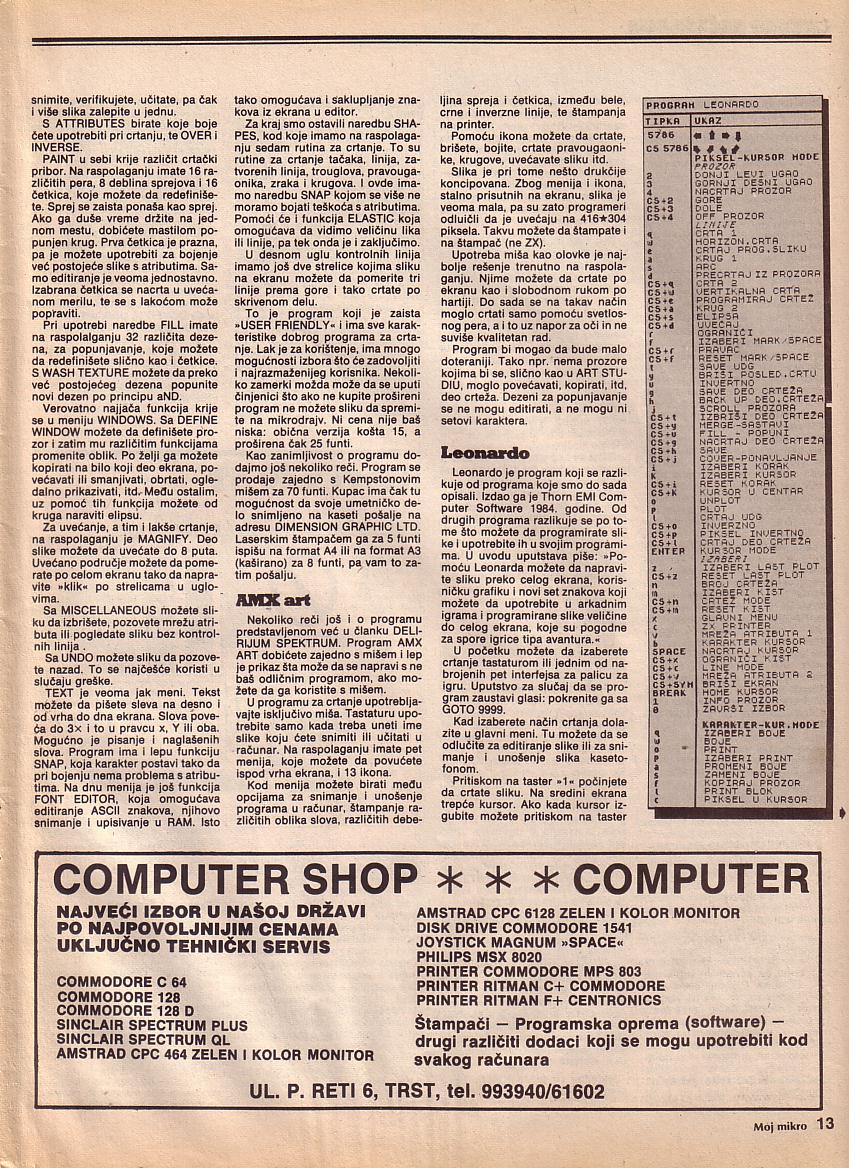 snimite, verifikujete, učitate, pa čak
i više slika zalepite u jednu.
S ATTRIBUTES birate koje boje
ćete upotrebiti pri crtanju, te OVER i
INVERSE.
PAINT u sebi krije različit crtački
pribor. Na raspolaganju imate 16 ra-
zličitih pera, 8 deblina sprejova i 16
četkica, koje možete da redefiniše-
te. Sprej se zaista ponaša kao sprej.
Ako ga duše vreme držite na jed-
nom mestu, dobićete mastilom po-
punjen krug. Prva četkica je prazna,
pa je možete upotrebiti za bojenje
već postojeće slike s atributima. Sa-
mo editiranje je veoma jednostavno.
Izabrana četkica se nacrta u uveća-
nom merilu, te se s lakoćom može
popraviti.
Pri upotrebi naredbe FILL imate
na raspolalganju 32 različita deze-
na, za popunjavanje, koje možete
da redefinišete slično kao i četkice.
S WASH TEXTURE možete da preko
već postojećeg dezena popunite
novi dezen po principu aND.
Verovatno najjača funkcija krije
se u meniju WINDOWS. Sa DEFINE
WINDOW možete da definišete pro-
zor i zatim mu različitim funkcijama
promenite oblik. Po želji ga možete
kopirati na bilo koji deo ekrana, po-
većavati ili smanjivati, obrtati, ogle-
dalno prikazivati, itd. Među ostalim,
uz pomoć tih funkcija možete od
kruga naraviti elipsu.
Za uvećanje, a tim i lakše crtanje,
na raspolaganju je MAGNIFY. Deo
slike možete da uvećate do 8 puta.
Uvećano područje možete da pome-
rate po celom ekranu tako da napra-
vite »klik« po strelicama u uglo-
vima.
Sa MISCELLANEOUS možete sli-
ku da izbrišete, pozovete mrežu atri-
buta ili pogledate sliku bez kontrol-
nih linija .
Sa UNDO možete sliku da pozove-
te nazad. To se najčešće koristi u
slučaju greške.
TEXT je veoma jak meni. Tekst
možete da pišete sleva na desno i
od vrha do dna ekrana. Slova pove-
ća do 3× i to u pravcu x, Y ili oba.
Mogućno je pisanje i naglašenih
slova. Program ima i lepu funkciju
SNAP, koja karakter postavi tako da
pri bojenju nema problema s atribu-
tima. Na dnu menija je još funkcija
FONT EDITOR, koja omogućava
editiranje ASCII znakova, njihovo
snimanje i upisivanje u RAM. Isto
tako omogućava i saklupljanje zna-
kova iz ekrana u editor.
Za kraj smo ostavili naredbu SHA-
PES, kod koje imamo na raspolaga-
nju sedam rutina za crtanje. To su
rutine za crtanje tačaka, linija, za-
tvorenih linija, trouglova, pravouga-
onika, zraka i krugova. I ovde ima-
mo naredbu SNAP kojom se više ne
moramo bojati teškoća s atributima.
Pomoći će i funkcija ELASTIC koja
omogućava da vidimo veličinu lika
ili linije, pa tek onda je i zaključimo.
U desnom uglu kontrolnih linija
imamo još dve strelice kojima sliku
na ekranu možete da pomerite tri
linije prema gore i tako crtate po
skrivenom delu.
To je program koji je zaista
»USER FRIENDLY« i ima sve karak-
teristike dobrog programa za crta-
nje. Lak je za korištenje, ima mnogo
mogućnosti izbora što će zadovoljiti
i najrazmaženijeg korisnika. Nekoli-
ko zamerki možda može da se uputi
činjenici što ako ne kupite proširení
program ne možete sliku da spremi-
te na mikrodrajv. Ni cena nije baš
niska: obična verzija košta 15, a
proširena čak 25 funti.
Kao zanimljivost o programu do-
dajmo još nekoliko reči. Program se
prodaje zajedno s Kempstonovim
mišem za 70 funti. Kupac ima čak tu
mogućnost da svoje umetničko de-
lo snimljeno na kaseti pošalje na
adresu DIMENSION GRAPHIC LTD.
Laserskim štampačem ga za 5 funti
ispišu na format A4 ili na format A3
(kaširano) za 8 funti, pa vam to za-
tim pošalju.
AMX art
Nekoliko reči još i o programu
predstavljenom već u članku DELI-
RIJUM SPEKTRUM. Program AMX
ART dobićete zajedno s mišem i lep
je prikaz šta može da se napravi s ne
baš odličnim programom, ako mo-
žete da ga koristite s mišem.
U programu za crtanje upotreblja-
vajte isključivo miša. Tastaturu upo-
trebite samo kada treba uneti ime
slike koju ćete snimiti ili učitati u
računar. Na raspolaganju imate pet
menija, koje možete da povućete
ispod vrha ekrana, i 13 ikona.
Kod menija možete birati među
opcijama za snimanje i unošenje
programa u računar, štampanje ra-
zličitih oblika slova, različitih debe-
ljina spreja i četkica, između bele,
crne i inverzne linije, te štampanja
na printer.
Pomoću ikona možete da crtate,
brišete, bojite, crtate pravougaoni-
ke, krugove, uvećavate sliku itd.
Slika je pri tome nešto drukčije
koncipovana. Zbog menija i ikona,
stalno prisutnih na ekranu, slika je
veoma mala, pa su zato programeri
odluičli da je uvećaju na 416*304
piksela. Takvu možete da štampate i
na štampač (ne ZX).
Upotreba miša kao olovke je naj-
bolje rešenje trenutno na raspola-
ganju. Njime možete da crtate po
ekranu kao i slobodnom rukom po
hartiji. Do sada se na takav način
moglo crtati samo pomoću svetlos-
nog pera, a i to uz napor za oči in ne
suviše kvalitetan rad.
Program bi mogao da bude malo
doteraniji. Tako npr. nema prozore
kojima bi se, slično kao u ART STU-
DIU, moglo povećavati, kopirati, itd,
deo crteža. Dezeni za popunjavanje
se ne mogu editirati, a ne mogu ni
setovi karaktera.
Leonardo
Leonardo je program koji se razli-
kuje od programa koje smo do sada
opisali. Izdao ga je Thorn EMI Com-
puter Software 1984. godine. Od
drugih programa razlikuje se po to-
me što možete da programirate sli-
ke i upotrebite ih u svojim programi-
ma. U uvodu uputstava piše: »Po-
moću Leonarda možete da napravi-
te sliku preko celog ekrana, koris-
ničku grafiku i novi set znakova koji
možete da upotrebite u arkadnim
igrama i programirane slike veličine
do celog ekrana, koje su pogodne
za spore igrice tipa avantura.«
U početku možete da izaberete
crtanje tastaturom ili jednim od na-
brojenih pet interfejsa za palicu za
igru. Uputstvo za slučaj da se pro-
gram zaustavi glasi: pokrenite ga sa
GOTO 9999.
Kad izaberete način crtanja dola-
zite u glavni meni. Tu možete da se
odlučite za editiranje slike ili za sni-
manje i unošenje slika kaseto-
fonom.
Pritiskom na taster »1« počinjete
da crtate sliku. Na sredini ekrana
trepće kursor. Ako kada kursor iz-
gubite možete pritiskom na taster
PROGRAM LEONARDO
TIPKA UKAZ
5786 ← ↑ → ↓
CS 5786
PIKSEL-KURSOR MODE
PROZOR
2 DONJI LEVI UGAO
3 GORNJI DESNI UGAO
4 NACRTAJ PROZOR
CS+2 GORE
CS+3 DOLE
CS+4 OFF PROZOR
LINIJE
q CRTA 1
w HORIZON.CRTA
e CRTAJ PROG.SLIKU
a KRUG 1
s ARC
d PRECRTAJ IZ PROZORA
CS+q CRTA 2
CS+w VERTIKALNA CRTA
CS+e PROGRAMIRAJ CRTEŽ
CS+a KRUG 2
CS+s ELIPSA
CS+d UVEĆAJ
r OGRANIČI
f IZABERI MARK/SPACE
CS+r PRAVAC
CS+f RESET MARK/SPACE
t SAVE UDG
y BRIŠI POSLED.CRTU
u INVERTNO
g SAVE DEO CRTEŽA
h BACK UP DEO.CRTEŽA
j SCROLL PROZORA
CS+t IZBRIŠI DEO CRTEŽA
CS+y MERGE-SASTAVI
CS+u FILL - POPUNI
CS+g NACRTAJ DEO CRTEŽA
CS+h SAVE
CS+j COVER-PONAVLJANJE
i IZABERI KORAK
K IZABERI KURSOR
CS+i RESET KORAK
CS+K KURSOR U CENTAR
o UNPLOT
p PLOT
l CRTAJ UDG
CS+o INVERZNO
CS+p PIKSEL INVERTNO
CS+l CRTAJ DEO CRTEŽA
ENTER KURSOR MODE
IZABERI
z IZABERI LAST PLOT
CS+z RESET LAST PLOT
n BROJ CRTEŽA
m IZABERI KIST
CS+n CRTEŽ MODE
CS+m RESET KIST
x GLAVNI MENU
c ZX PRINTER
v MREŽA ATRIBUTA 1
b KARAKTER KURSOR
SPACE NACRTAJ KURSOR
CS+x OGRANIČI KIST
CS+c LINE MODE
CS+v MREŽA ATRIBUTA 2
CS+SYM BRIŠI EKRAN
BREAK HOME KURSOR
1 INFO PROZOR
0 ZAVRŠI IZBOR
KARAKTER-KUR.MODE
q IZABERI BOJE
w BOJE
o PRINT
p IZABERI PRINT
a PROMENI BOJE
s ZAMENI BOJE
f KOPIRAJ PROZOR
l PRINT BLOK
c PIKSEL U KURSOR
COMPUTER SHOP * * * COMPUTER
NAJVEĆI IZBOR U NAŠOJ DRŽAVI
PO NAJPOVOLJNIJIM CENAMA
UKLJUČNO TEHNIČKI SERVIS
COMMODORE C 64
COMMODORE 128
COMMODORE 128 D
SINCLAIR SPECTRUM PLUS
SINCLAIR SPECTRUM QL
AMSTRAD CPC 464 ZELEN I KOLOR MONITOR
AMSTRAD CPC 6128 ZELEN I KOLOR MONITOR
DISK DRIVE COMMODORE 1541
JOYSTICK MAGNUM »SPACE«
PHILIPS MSX 8020
PRINTER COMMODORE MPS 803
PRINTER RITMAN C+ COMMODORE
PRINTER RITMAN F+ CENTRONICS
Štampači — Programska oprema (software) —
drugi različiti dodaci koji se mogu upotrebiti kod
svakog računara
UL. P. RETI 6, TRST, tel. 993940/61602
Moj mikro 13